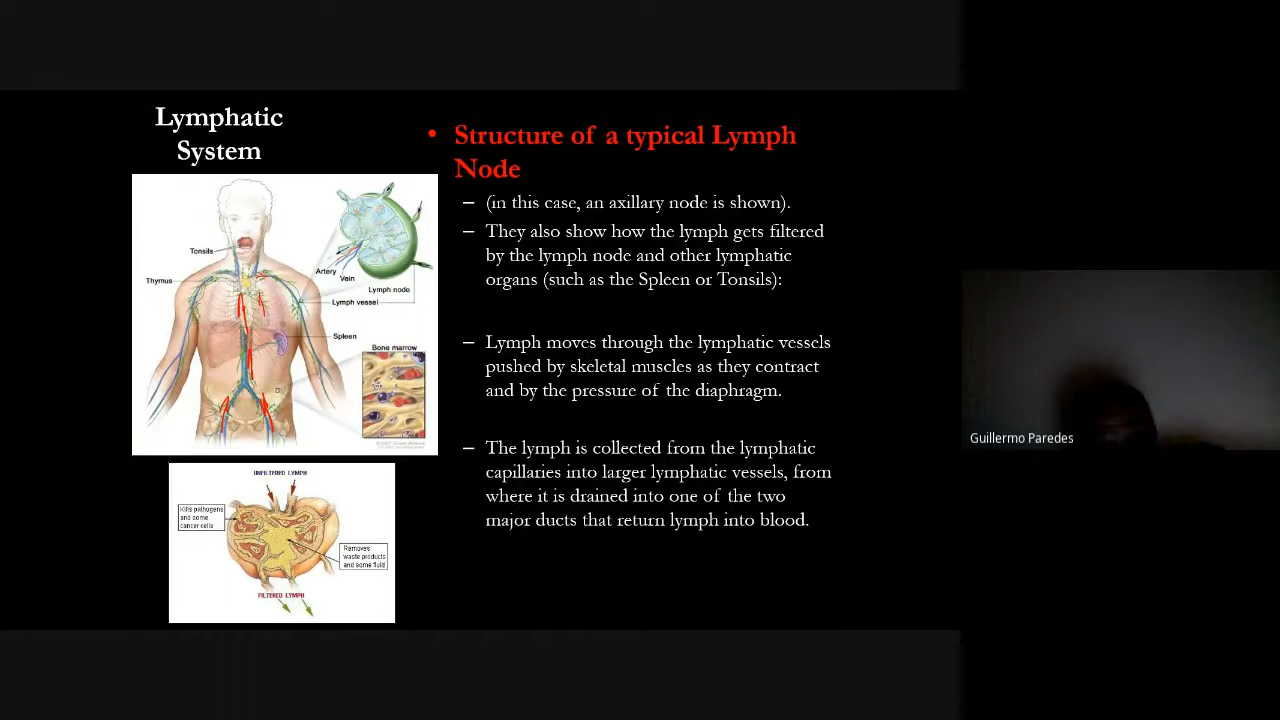 Lymphatic
System
• Structure of a typical Lymph
Node
– (in this case, an axillary node is shown).
– They also show how the lymph gets filtered
by the lymph node and other lymphatic
organs (such as the Spleen or Tonsils):
– Lymph moves through the lymphatic vessels
pushed by skeletal muscles as they contract
and by the pressure of the diaphragm.
– The lymph is collected from the lymphatic
capillaries into larger lymphatic vessels, from
where it is drained into one of the two
major ducts that return lymph into blood.
Tonsils
Thymus
Artery
Vein
Lymph node
Lymph vessel
Spleen
Bone marrow
UNFILTERED LYMPH
Kills pathogens
and some
cancer cells
Removes
waste products
and some fluid
FILTERED LYMPH
Guillermo Paredes